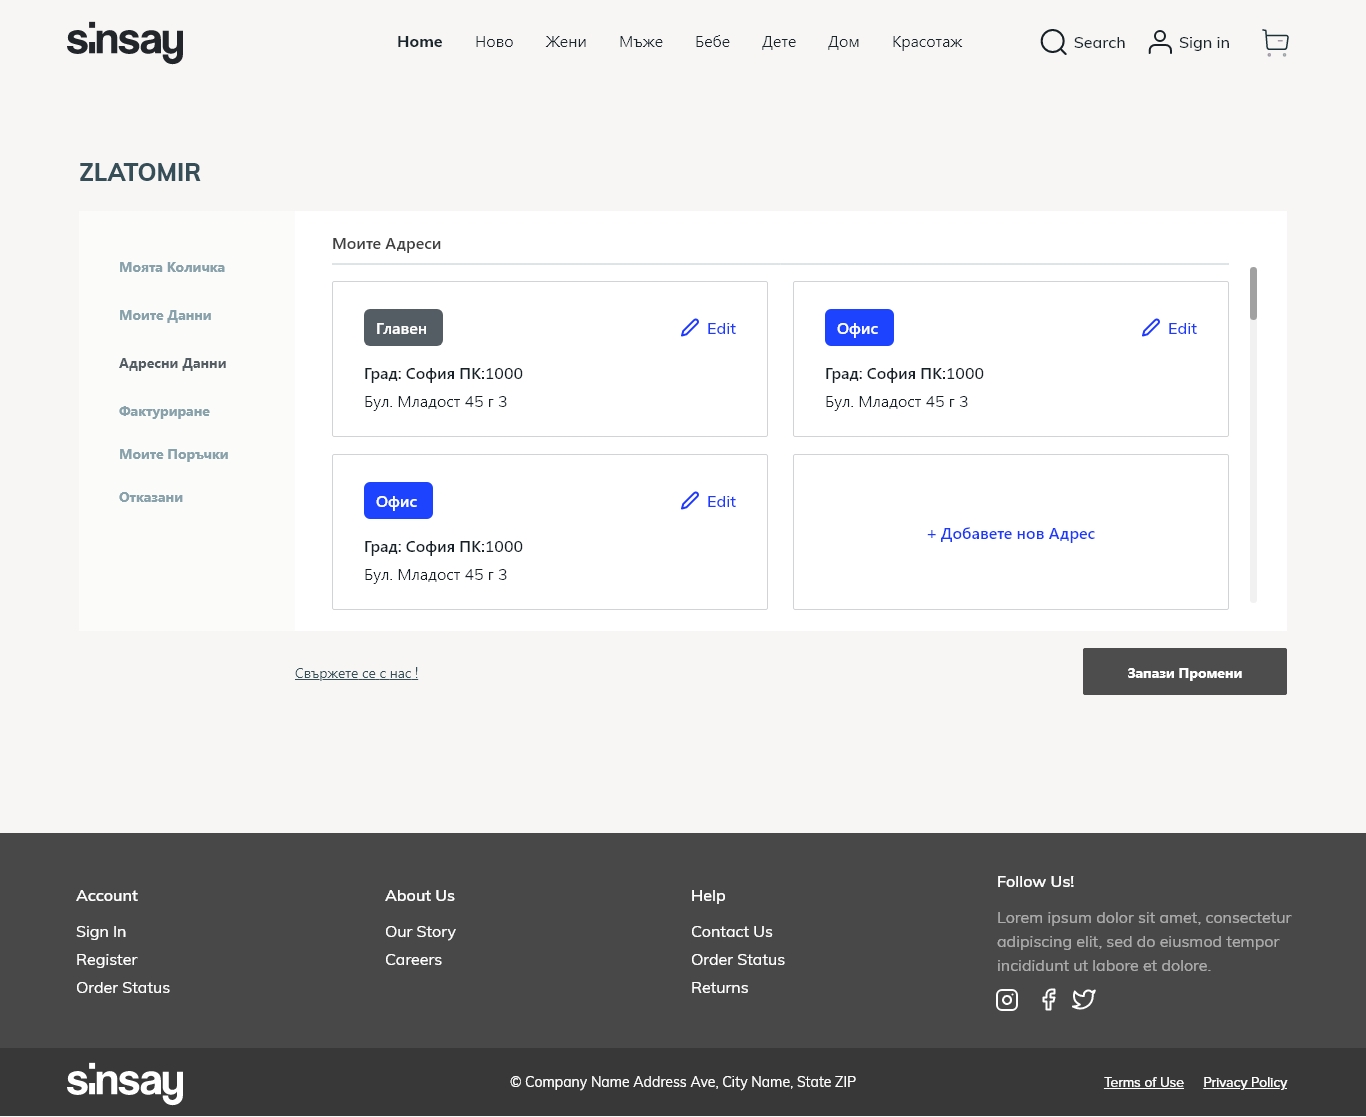 sinsay
Home Ново Жени Мъже Бебе Дете Дом Красотаж Search Sign in
ZLATOMIR
Моята Количка
Моите Данни
Адресни Данни
Фактуриране
Моите Поръчки
Отказани
Моите Адреси
Главен Edit
Град: София ПК:1000
Бул. Младост 45 г 3
Офис Edit
Град: София ПК:1000
Бул. Младост 45 г 3
Офис Edit
Град: София ПК:1000
Бул. Младост 45 г 3
+ Добавете нов Адрес
Свържете се с нас !
Запази Промени
Account
Sign In
Register
Order Status
About Us
Our Story
Careers
Help
Contact Us
Order Status
Returns
Follow Us!
Lorem ipsum dolor sit amet, consectetur
adipiscing elit, sed do eiusmod tempor
incididunt ut labore et dolore.
sinsay
© Company Name Address Ave, City Name, State ZIP
Terms of Use Privacy Policy